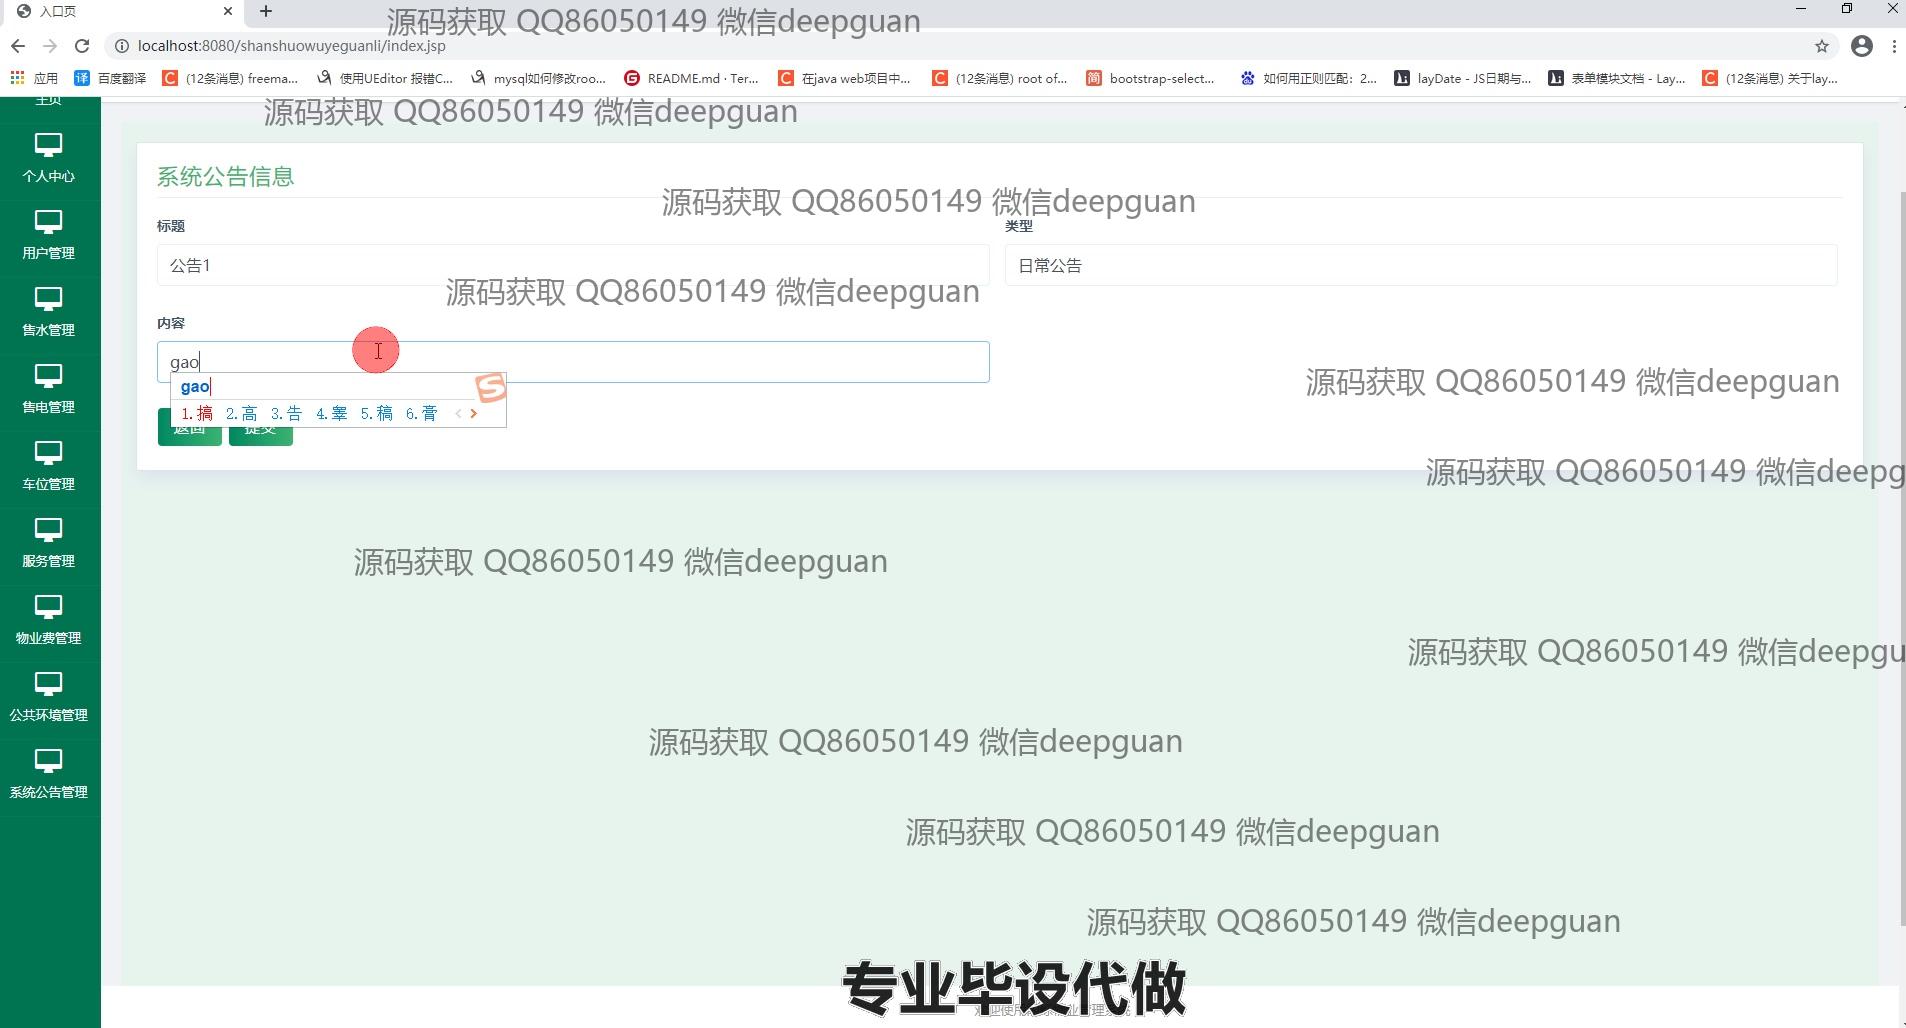 入口页
源码获取 QQ86050149 微信deepguan
localhost:8080/shanshuowuyeguanli/index.jsp
应用 百度翻译 (12条消息) freema... 使用UEditor 报错C... mysql如何修改roo... README.md · Ter... 在java web项目中... (12条消息) root of... bootstrap-select... 如何用正则匹配：2... layDate - JS日期与... 表单模块文档 - Lay... (12条消息) 关于lay...
主页
源码获取 QQ86050149 微信deepguan
个人中心
系统公告信息
源码获取 QQ86050149 微信deepguan
标题 类型
用户管理
公告1 日常公告
源码获取 QQ86050149 微信deepguan
内容
售水管理
gao
gao
源码获取 QQ86050149 微信deepguan
1.搞 2.高 3.告 4.睾 5.稿 6.膏
售电管理
返回 提交
源码获取 QQ86050149 微信deepg
车位管理
服务管理
源码获取 QQ86050149 微信deepguan
物业费管理
源码获取 QQ86050149 微信deepgu
公共环境管理
源码获取 QQ86050149 微信deepguan
系统公告管理
源码获取 QQ86050149 微信deepguan
源码获取 QQ86050149 微信deepguan
专业毕设代做